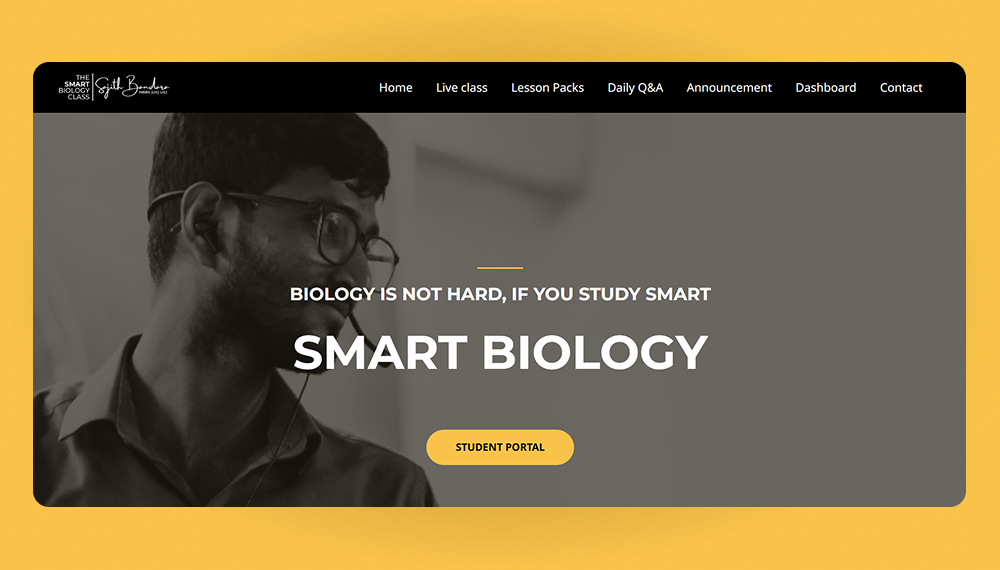 THE
SMART
BIOLOGY
CLASS
Sajith Bandara
Home Live class Lesson Packs Daily Q&A Announcement Dashboard Contact
BIOLOGY IS NOT HARD, IF YOU STUDY SMART
SMART BIOLOGY
STUDENT PORTAL